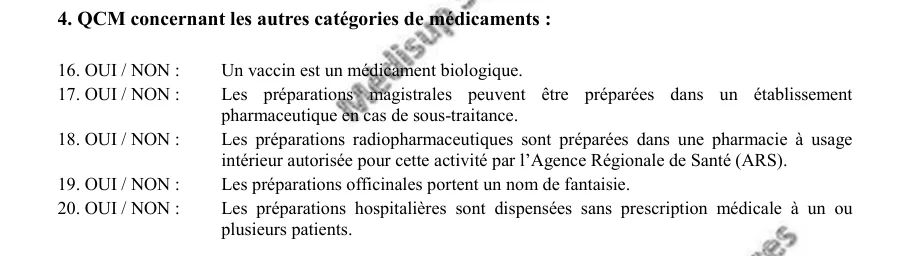 4. QCM concernant les autres catégories de médicaments :
16. OUI / NON : Un vaccin est un médicament biologique.
17. OUI / NON : Les préparations magistrales peuvent être préparées dans un établissement
pharmaceutique en cas de sous-traitance.
18. OUI / NON : Les préparations radiopharmaceutiques sont préparées dans une pharmacie à usage
intérieur autorisée pour cette activité par l'Agence Régionale de Santé (ARS).
19. OUI / NON : Les préparations officinales portent un nom de fantaisie.
20. OUI / NON : Les préparations hospitalières sont dispensées sans prescription médicale à un ou
plusieurs patients.
Medisup
es